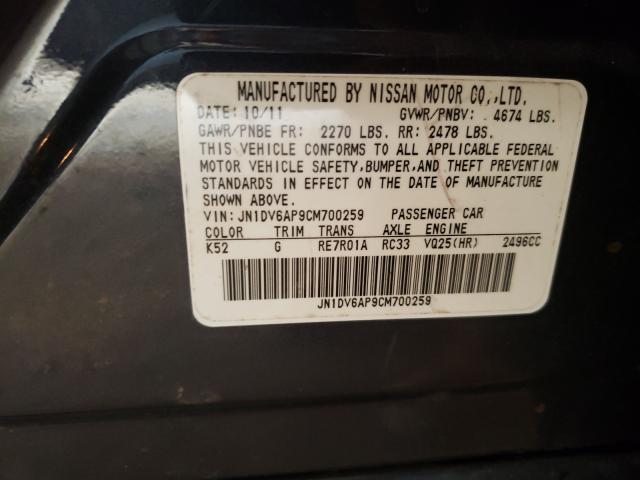 MANUFACTURED BY NISSAN MOTOR CO.,LTD.
DATE: 10/11 GVWR/PNBV: 4674 LBS.
GAWR/PNBE FR: 2270 LBS. RR: 2478 LBS.
THIS VEHICLE CONFORMS TO ALL APPLICABLE FEDERAL
MOTOR VEHICLE SAFETY,BUMPER,AND THEFT PREVENTION
STANDARDS IN EFFECT ON THE DATE OF MANUFACTURE
SHOWN ABOVE.
VIN: JN1DV6AP9CM700259 PASSENGER CAR
COLOR TRIM TRANS AXLE ENGINE
K52 G RE7R01A RC33 VQ25(HR) 2496CC
JN1DV6AP9CM700259